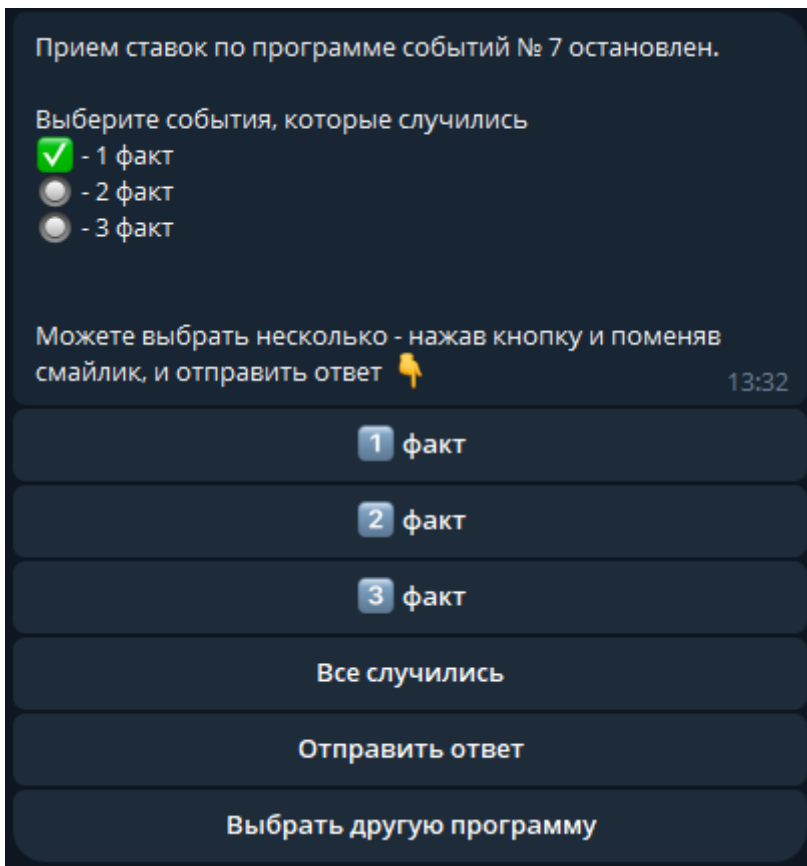 Прием ставок по программе событий № 7 остановлен.
Выберите события, которые случились
✅ - 1 факт
🔘 - 2 факт
🔘 - 3 факт
Можете выбрать несколько - нажав кнопку и поменяв
смайлик, и отправить ответ 👇
13:32
1️⃣ факт
2️⃣ факт
3️⃣ факт
Все случились
Отправить ответ
Выбрать другую программу